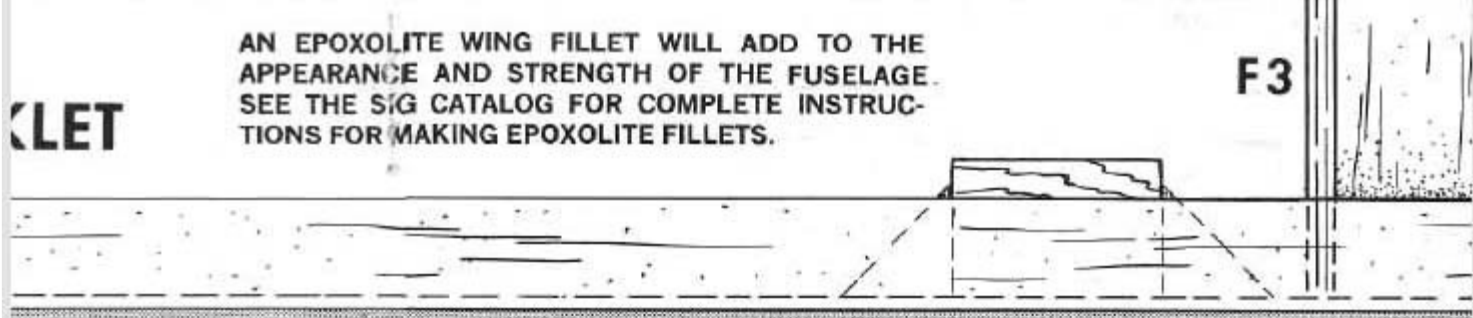 AN EPOXOLITE WING FILLET WILL ADD TO THE
APPEARANCE AND STRENGTH OF THE FUSELAGE.
SEE THE SIG CATALOG FOR COMPLETE INSTRUC-
TIONS FOR MAKING EPOXOLITE FILLETS.
KLET
F3